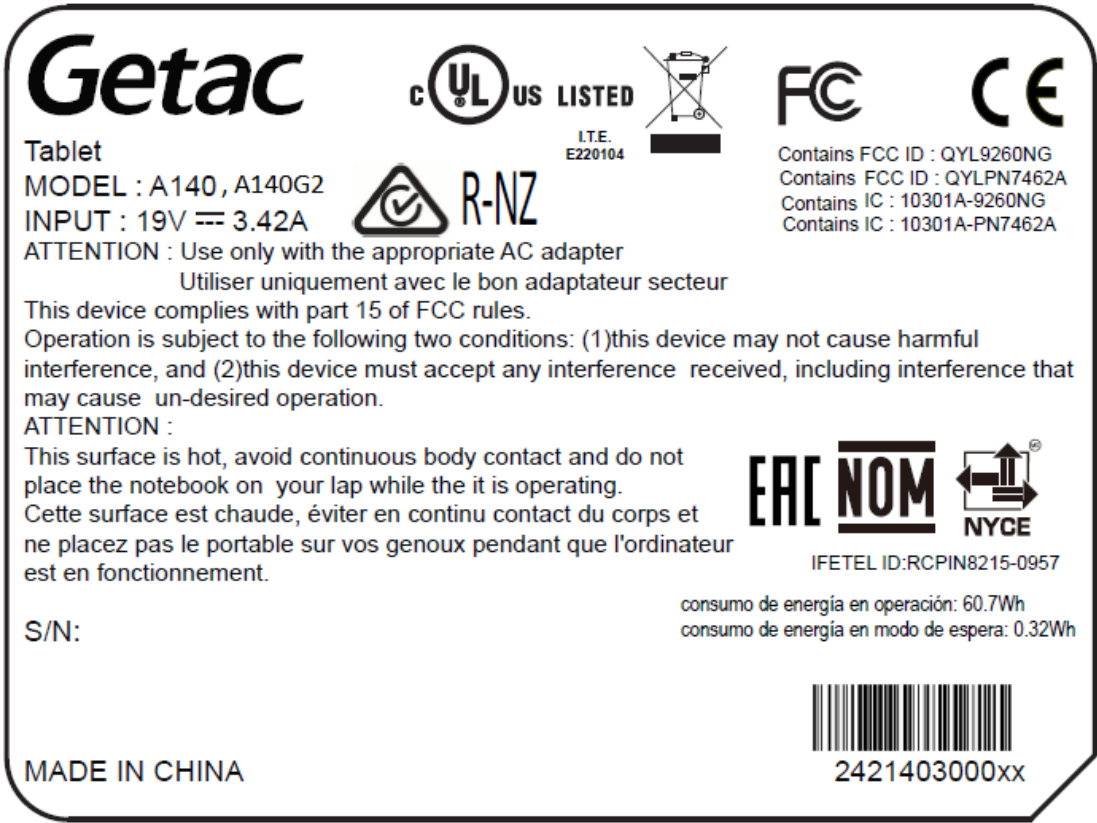 Getac
C UL US LISTED
I.T.E.
E220104
FC
CE
Tablet
MODEL : A140, A140G2
INPUT : 19V ⎓ 3.42A
R-NZ
Contains FCC ID : QYL9260NG
Contains FCC ID : QYLPN7462A
Contains IC : 10301A-9260NG
Contains IC : 10301A-PN7462A
ATTENTION : Use only with the appropriate AC adapter
Utiliser uniquement avec le bon adaptateur secteur
This device complies with part 15 of FCC rules.
Operation is subject to the following two conditions: (1)this device may not cause harmful
interference, and (2)this device must accept any interference received, including interference that
may cause un-desired operation.
ATTENTION :
This surface is hot, avoid continuous body contact and do not
place the notebook on your lap while the it is operating.
Cette surface est chaude, éviter en continu contact du corps et
ne placez pas le portable sur vos genoux pendant que l'ordinateur
est en fonctionnement.
EAC
NOM
NYCE
IFETEL ID:RCPIN8215-0957
consumo de energía en operación: 60.7Wh
consumo de energía en modo de espera: 0.32Wh
S/N:
MADE IN CHINA
2421403000xx